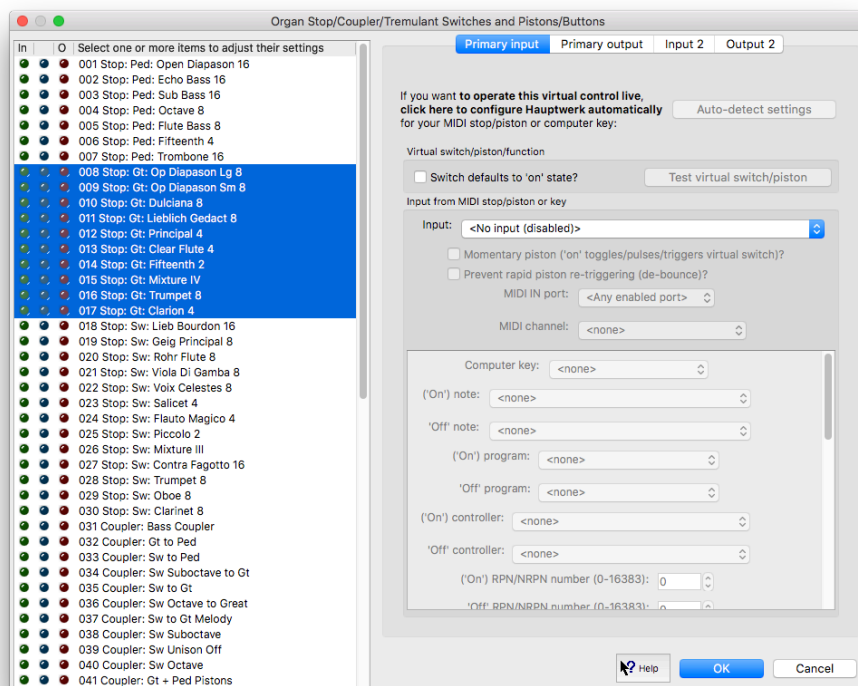 Organ Stop/Coupler/Tremulant Switches and Pistons/Buttons
In O Select one or more items to adjust their settings
001 Stop: Ped: Open Diapason 16
002 Stop: Ped: Echo Bass 16
003 Stop: Ped: Sub Bass 16
004 Stop: Ped: Octave 8
005 Stop: Ped: Flute Bass 8
006 Stop: Ped: Fifteenth 4
007 Stop: Ped: Trombone 16
008 Stop: Gt: Op Diapason Lg 8
009 Stop: Gt: Op Diapason Sm 8
010 Stop: Gt: Dulciana 8
011 Stop: Gt: Lieblich Gedact 8
012 Stop: Gt: Principal 4
013 Stop: Gt: Clear Flute 4
014 Stop: Gt: Fifteenth 2
015 Stop: Gt: Mixture IV
016 Stop: Gt: Trumpet 8
017 Stop: Gt: Clarion 4
018 Stop: Sw: Lieb Bourdon 16
019 Stop: Sw: Geig Principal 8
020 Stop: Sw: Rohr Flute 8
021 Stop: Sw: Viola Di Gamba 8
022 Stop: Sw: Voix Celestes 8
023 Stop: Sw: Salicet 4
024 Stop: Sw: Flauto Magico 4
025 Stop: Sw: Piccolo 2
026 Stop: Sw: Mixture III
027 Stop: Sw: Contra Fagotto 16
028 Stop: Sw: Trumpet 8
029 Stop: Sw: Oboe 8
030 Stop: Sw: Clarinet 8
031 Coupler: Bass Coupler
032 Coupler: Gt to Ped
033 Coupler: Sw to Ped
034 Coupler: Sw Suboctave to Gt
035 Coupler: Sw to Gt
036 Coupler: Sw Octave to Great
037 Coupler: Sw to Gt Melody
038 Coupler: Sw Suboctave
039 Coupler: Sw Unison Off
040 Coupler: Sw Octave
041 Coupler: Gt + Ped Pistons
Primary input Primary output Input 2 Output 2
If you want to operate this virtual control live,
click here to configure Hauptwerk automatically
for your MIDI stop/piston or computer key:
Auto-detect settings
Virtual switch/piston/function
Switch defaults to 'on' state?
Test virtual switch/piston
Input from MIDI stop/piston or key
Input: <No input (disabled)>
Momentary piston ('on' toggles/pulses/triggers virtual switch)?
Prevent rapid piston re-triggering (de-bounce)?
MIDI IN port: <Any enabled port>
MIDI channel: <none>
Computer key: <none>
('On') note: <none>
'Off' note: <none>
('On') program: <none>
'Off' program: <none>
('On') controller: <none>
'Off' controller: <none>
('On') RPN/NRPN number (0-16383): 0
'Off' RPN/NRPN number (0-16383): 0
? Help
OK
Cancel